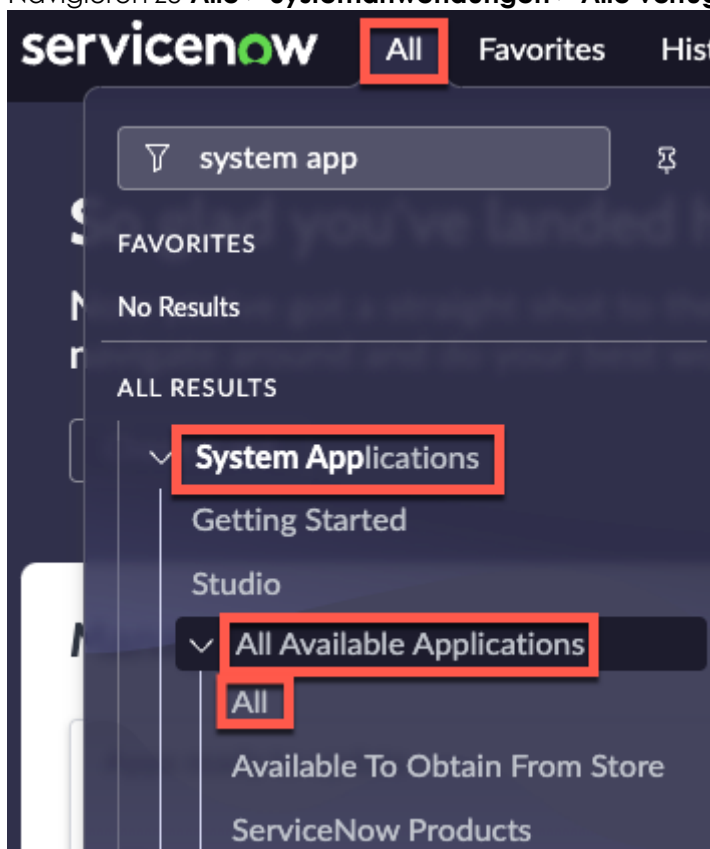 servicenow All Favorites
system app
FAVORITES
No Results
ALL RESULTS
System Applications
Getting Started
Studio
All Available Applications
All
Available To Obtain From Store
ServiceNow Products